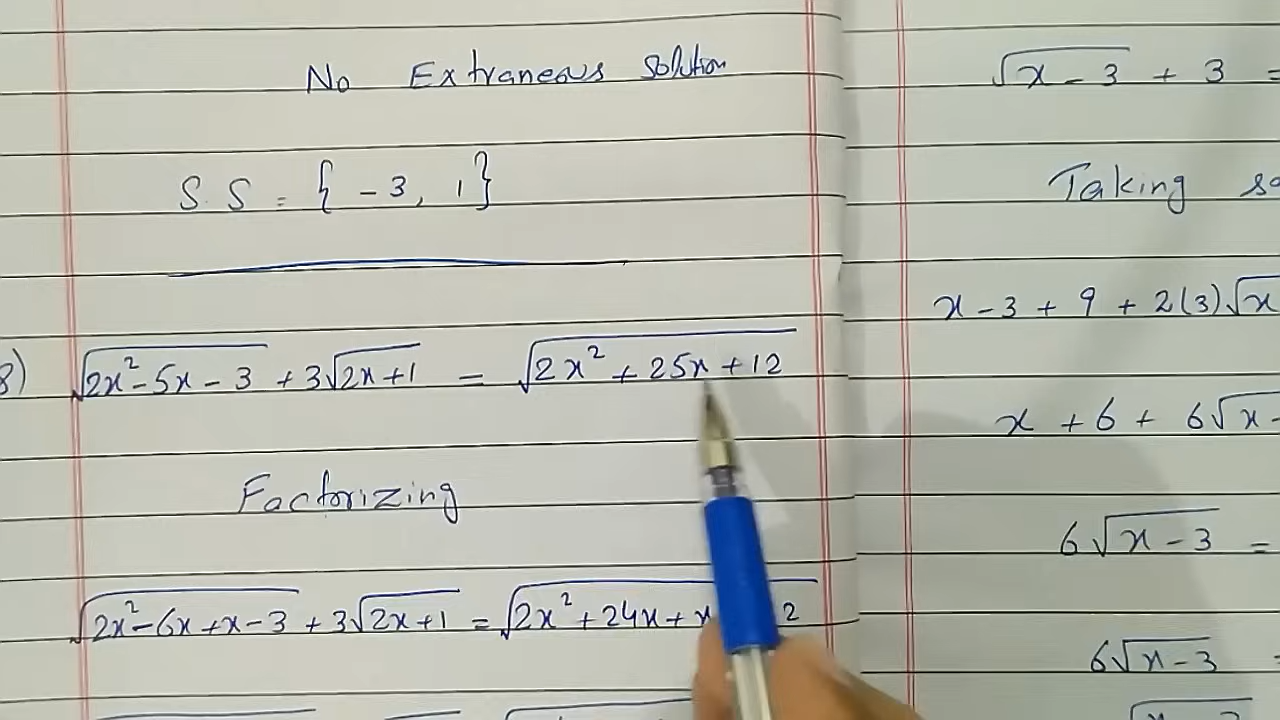 No Extraneous solution
S.S = { -3, 1}
8) √(2x² - 5x - 3) + 3√(2x+1) = √(2x² + 25x + 12)
Factorizing
√(2x² - 6x + x - 3) + 3√(2x+1) = √(2x² + 24x + x 2
√(x - 3) + 3 =
Taking
x - 3 + 9 + 2(3)√x
x + 6 + 6√x -
6√(x - 3) =
6√(x - 3) =